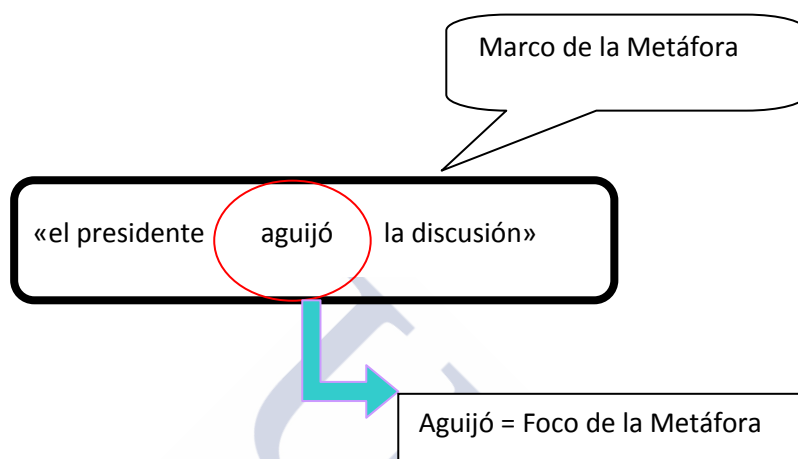 Marco de la Metáfora
«el presidente aguijó la discusión»
Aguijó = Foco de la Metáfora